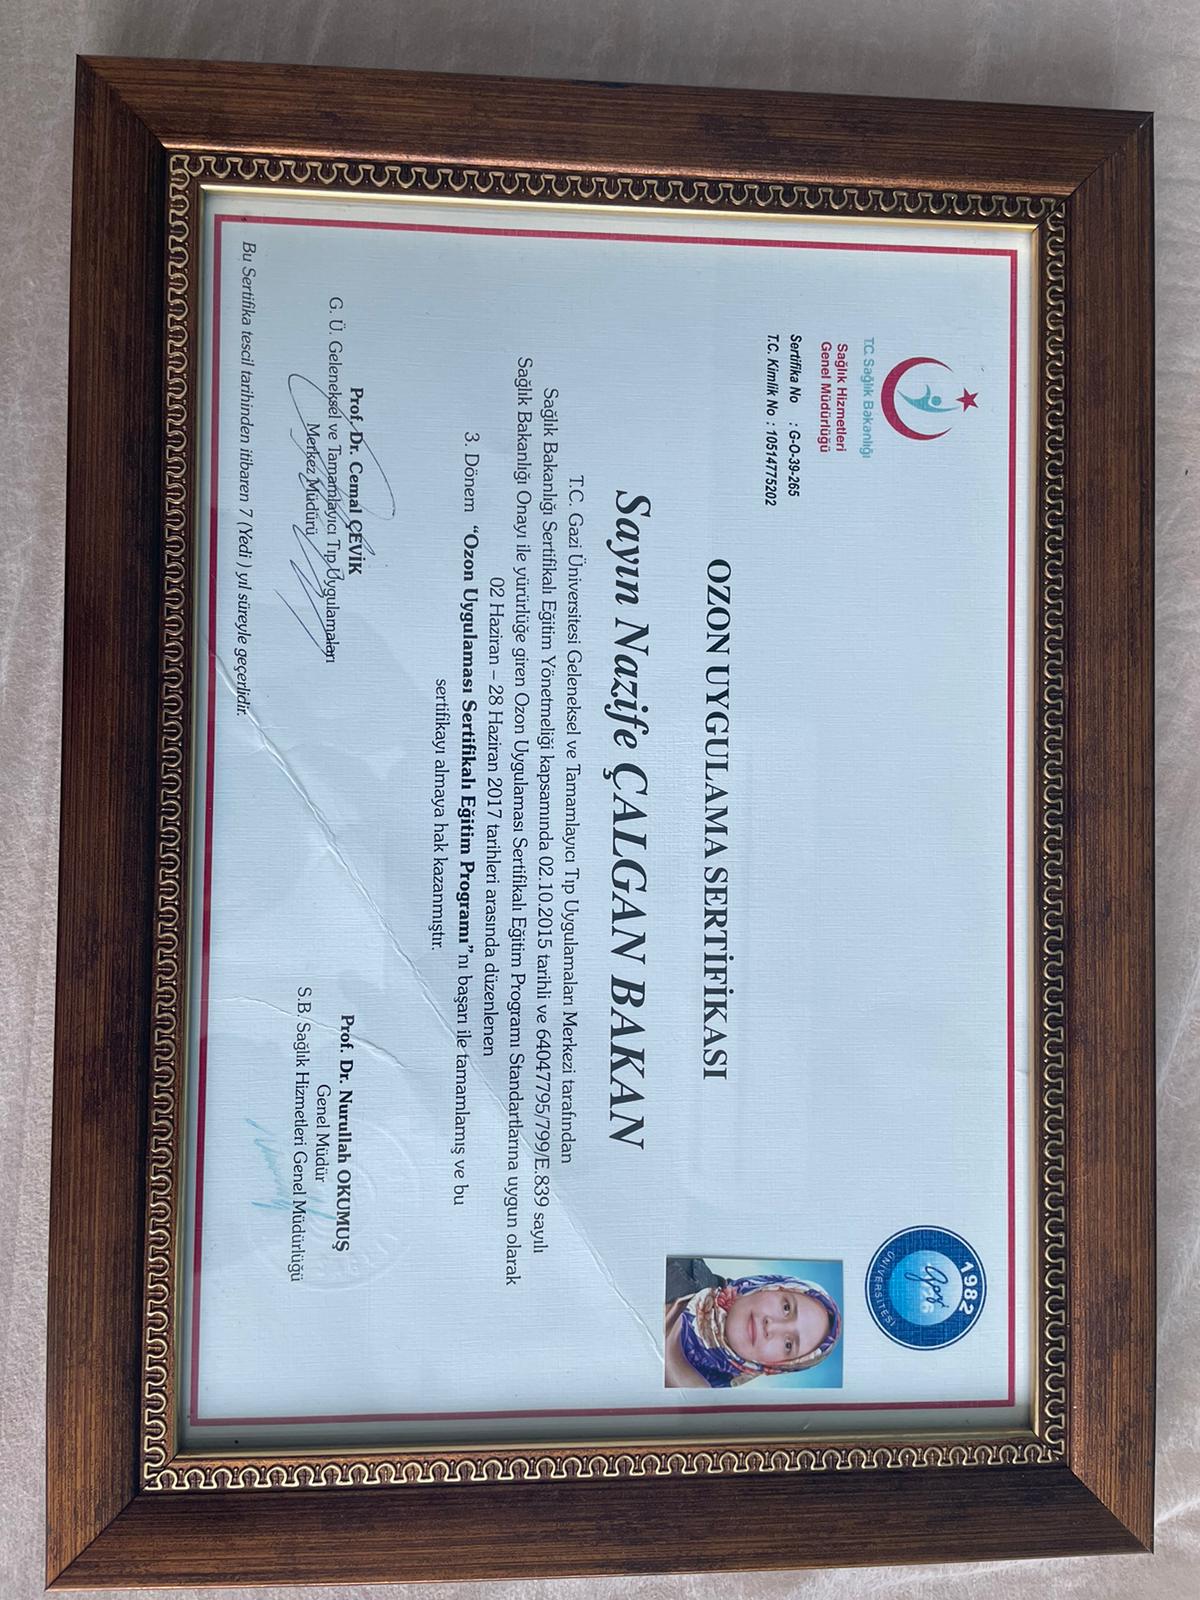 T.C. Sağlık Bakanlığı
Sağlık Hizmetleri
Genel Müdürlüğü
Sertifika No : G-O-39-265
T.C. Kimlik No : 10514775202
1982
Gazi
ÜNİVERSİTESİ
OZON UYGULAMA SERTİFİKASI
Sayın Nazife ÇALGAN BAKAN
T.C. Gazi Üniversitesi Geleneksel ve Tamamlayıcı Tıp Uygulamaları Merkezi tarafından
Sağlık Bakanlığı Sertifikalı Eğitim Yönetmeliği kapsamında 02.10.2015 tarihli ve 64047795/799/E.839 sayılı
Sağlık Bakanlığı Onayı ile yürürlüğe giren Ozon Uygulaması Sertifikalı Eğitim Programı Standartlarına uygun olarak
02 Haziran – 28 Haziran 2017 tarihleri arasında düzenlenen
3. Dönem “Ozon Uygulaması Sertifikalı Eğitim Programı”nı başarı ile tamamlamış ve bu
sertifikayı almaya hak kazanmıştır.
Prof. Dr. Cemal ÇEVİK
G. Ü. Geleneksel ve Tamamlayıcı Tıp Uygulamaları
Merkez Müdürü
Prof. Dr. Nurullah OKUMUŞ
Genel Müdür
S.B. Sağlık Hizmetleri Genel Müdürlüğü
Bu Sertifika tescil tarihinden itibaren 7 (Yedi ) yıl süreyle geçerlidir.